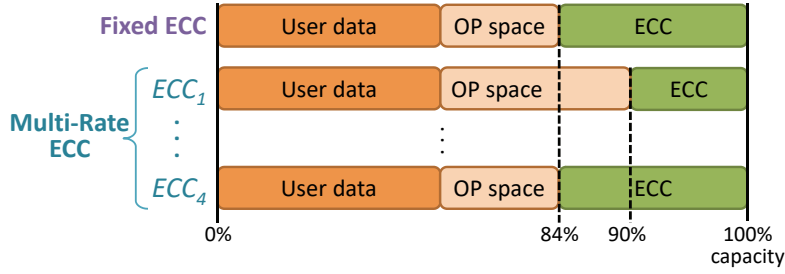 Fixed ECC User data OP space ECC
ECC1 User data OP space ECC
Multi-Rate
ECC
ECC4 User data OP space ECC
0% 84% 90% 100%
capacity